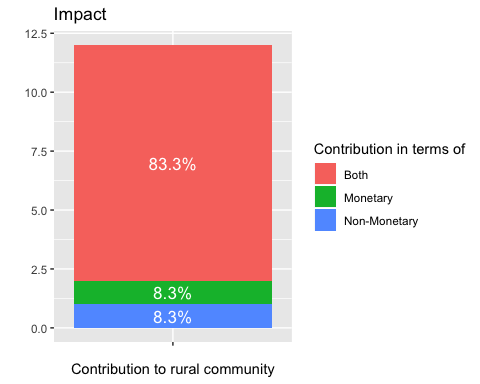 Impact
12.5
10.0
7.5
5.0
2.5
0.0
83.3%
8.3%
8.3%
Contribution to rural community
Contribution in terms of
Both
Monetary
Non-Monetary